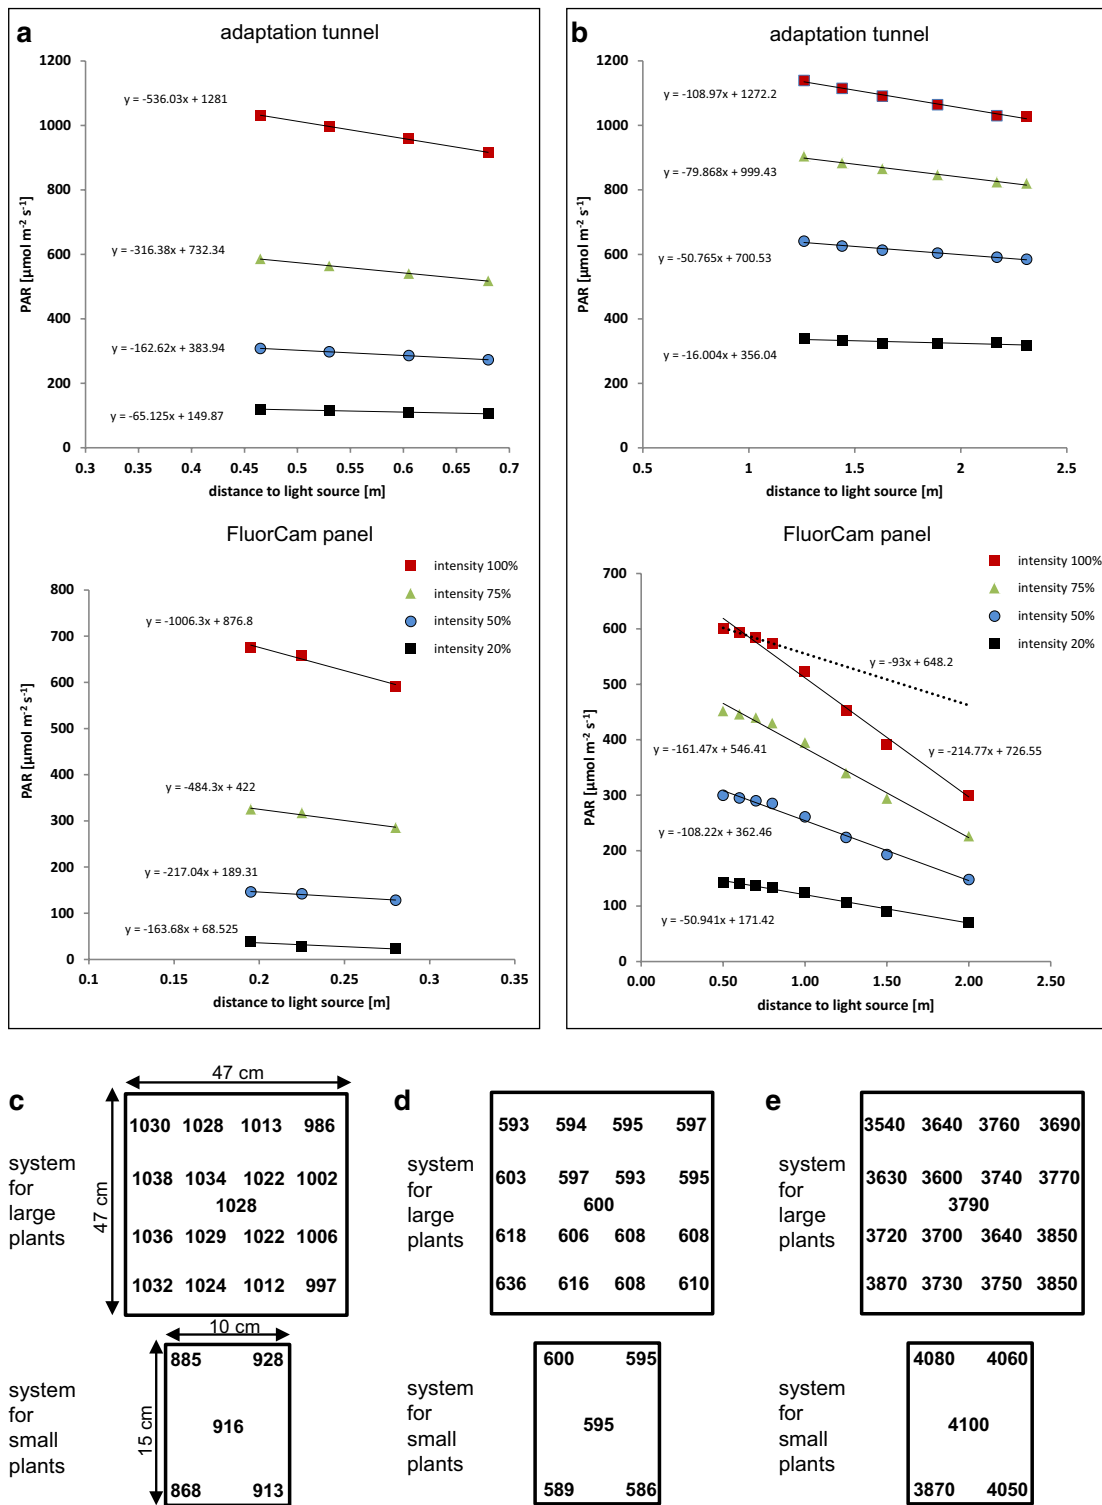 a
adaptation tunnel
1200
1000
800
600
400
200
0
PAR [µmol m⁻² s⁻¹]
y = -536.03x + 1281
y = -316.38x + 732.34
y = -162.62x + 383.94
y = -65.125x + 149.87
0.3 0.35 0.4 0.45 0.5 0.55 0.6 0.65 0.7
distance to light source [m]
FluorCam panel
intensity 100%
intensity 75%
intensity 50%
intensity 20%
800
700
600
500
400
300
200
100
0
PAR [µmol m⁻² s⁻¹]
y = -1006.3x + 876.8
y = -484.3x + 422
y = -217.04x + 189.31
y = -163.68x + 68.525
0.1 0.15 0.2 0.25 0.3 0.35
distance to light source [m]
b
adaptation tunnel
1200
1000
800
600
400
200
0
PAR [µmol m⁻² s⁻¹]
y = -108.97x + 1272.2
y = -79.868x + 999.43
y = -50.765x + 700.53
y = -16.004x + 356.04
0.5 1 1.5 2 2.5
distance to light source [m]
FluorCam panel
intensity 100%
intensity 75%
intensity 50%
intensity 20%
700
600
500
400
300
200
100
0
PAR [µmol m⁻² s⁻¹]
y = -93x + 648.2
y = -214.77x + 726.55
y = -161.47x + 546.41
y = -108.22x + 362.46
y = -50.941x + 171.42
0.00 0.50 1.00 1.50 2.00 2.50
distance to light source [m]
c
47 cm
47 cm
system
for
large
plants
1030 1028 1013 986
1038 1034 1022 1002
1028
1036 1029 1022 1006
1032 1024 1012 997
10 cm
15 cm
system
for
small
plants
885 928
916
868 913
d
system
for
large
plants
593 594 595 597
603 597 593 595
600
618 606 608 608
636 616 608 610
system
for
small
plants
600 595
595
589 586
e
system
for
large
plants
3540 3640 3760 3690
3630 3600 3740 3770
3790
3720 3700 3640 3850
3870 3730 3750 3850
system
for
small
plants
4080 4060
4100
3870 4050